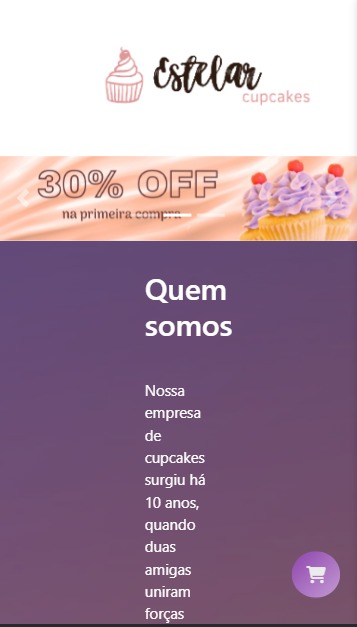 Estelar
cupcakes
30% OFF
na primeira compra
Quem
somos
Nossa
empresa
de
cupcakes
surgiu há
10 anos,
quando
duas
amigas
uniram
forças